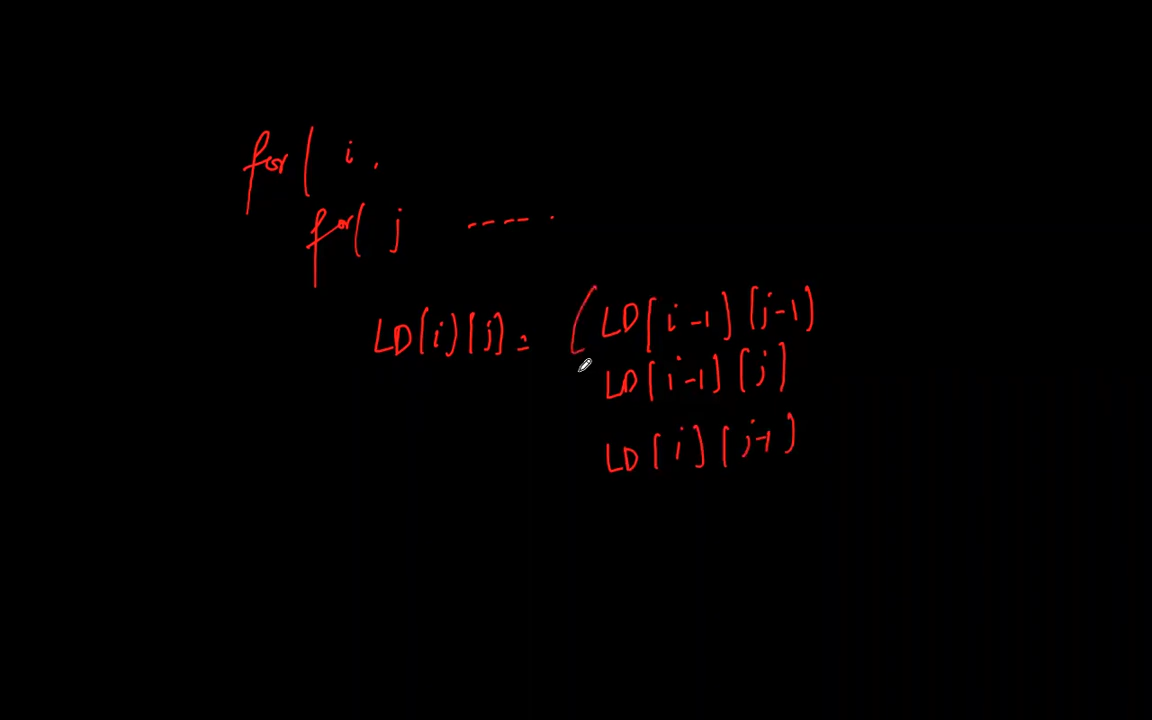 for( i .
for( j ---- .
LD[i][j] = ( LD[i-1][j-1]
LD[i-1][j]
LD[i][j-1]